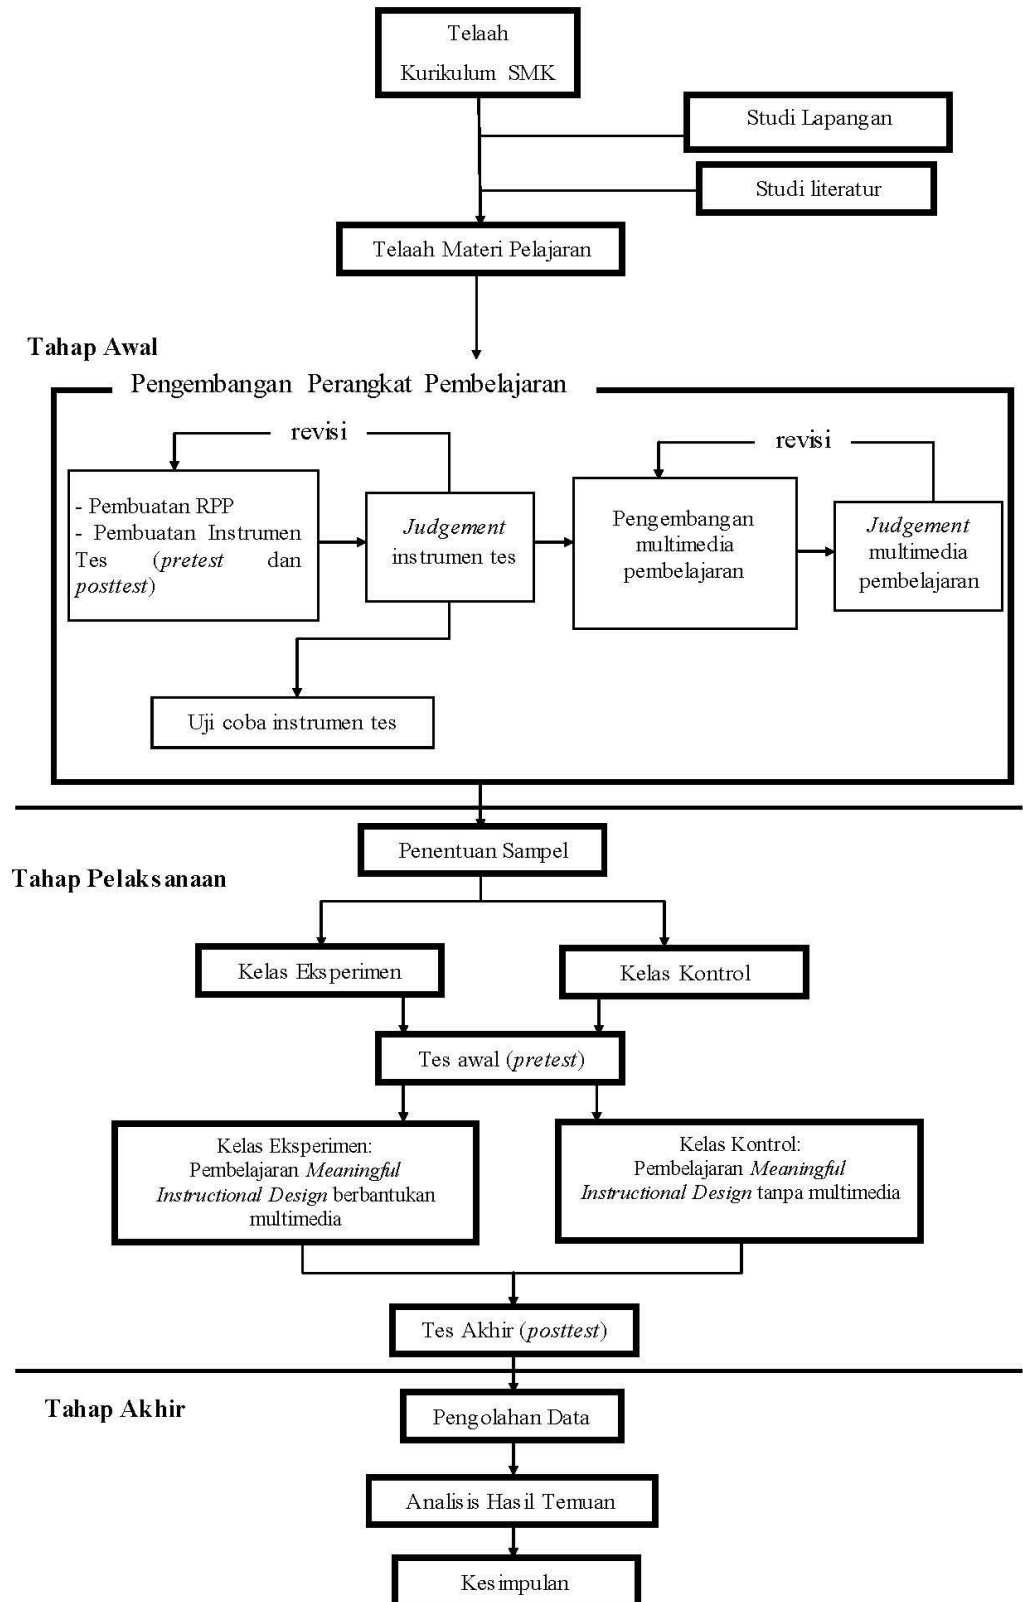 Telaah
Kurikulum SMK
Studi Lapangan
Studi literatur
Telaah Materi Pelajaran
Tahap Awal
Pengembangan Perangkat Pembelajaran
revisi
revisi
- Pembuatan RPP
- Pembuatan Instrumen
Tes (pretest dan
posttest)
Judgement
instrumen tes
Pengembangan
multimedia
pembelajaran
Judgement
multimedia
pembelajaran
Uji coba instrumen tes
Penentuan Sampel
Tahap Pelaksanaan
Kelas Eksperimen
Kelas Kontrol
Tes awal (pretest)
Kelas Eksperimen:
Pembelajaran Meaningful
Instructional Design berbantukan
multimedia
Kelas Kontrol:
Pembelajaran Meaningful
Instructional Design tanpa multimedia
Tes Akhir (posttest)
Tahap Akhir
Pengolahan Data
Analisis Hasil Temuan
Kesimpulan